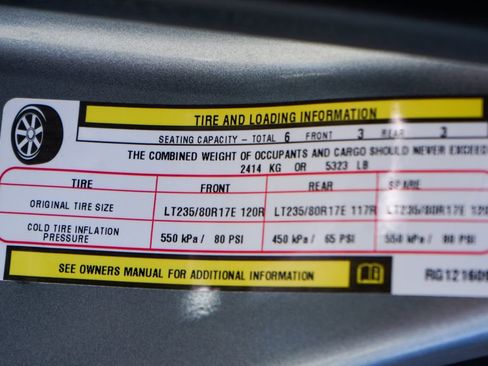 TIRE AND LOADING INFORMATION
SEATING CAPACITY - TOTAL 6 FRONT 3 REAR 3
THE COMBINED WEIGHT OF OCCUPANTS AND CARGO SHOULD NEVER EXCEED
2414 KG OR 5323 LB
TIRE FRONT REAR SPARE
ORIGINAL TIRE SIZE LT235/80R17E 120R LT235/80R17E 117R LT235/80R17E
COLD TIRE INFLATION PRESSURE 550 kPa / 80 PSI 450 kPa / 65 PSI 550 kPa / 80 PSI
SEE OWNERS MANUAL FOR ADDITIONAL INFORMATION